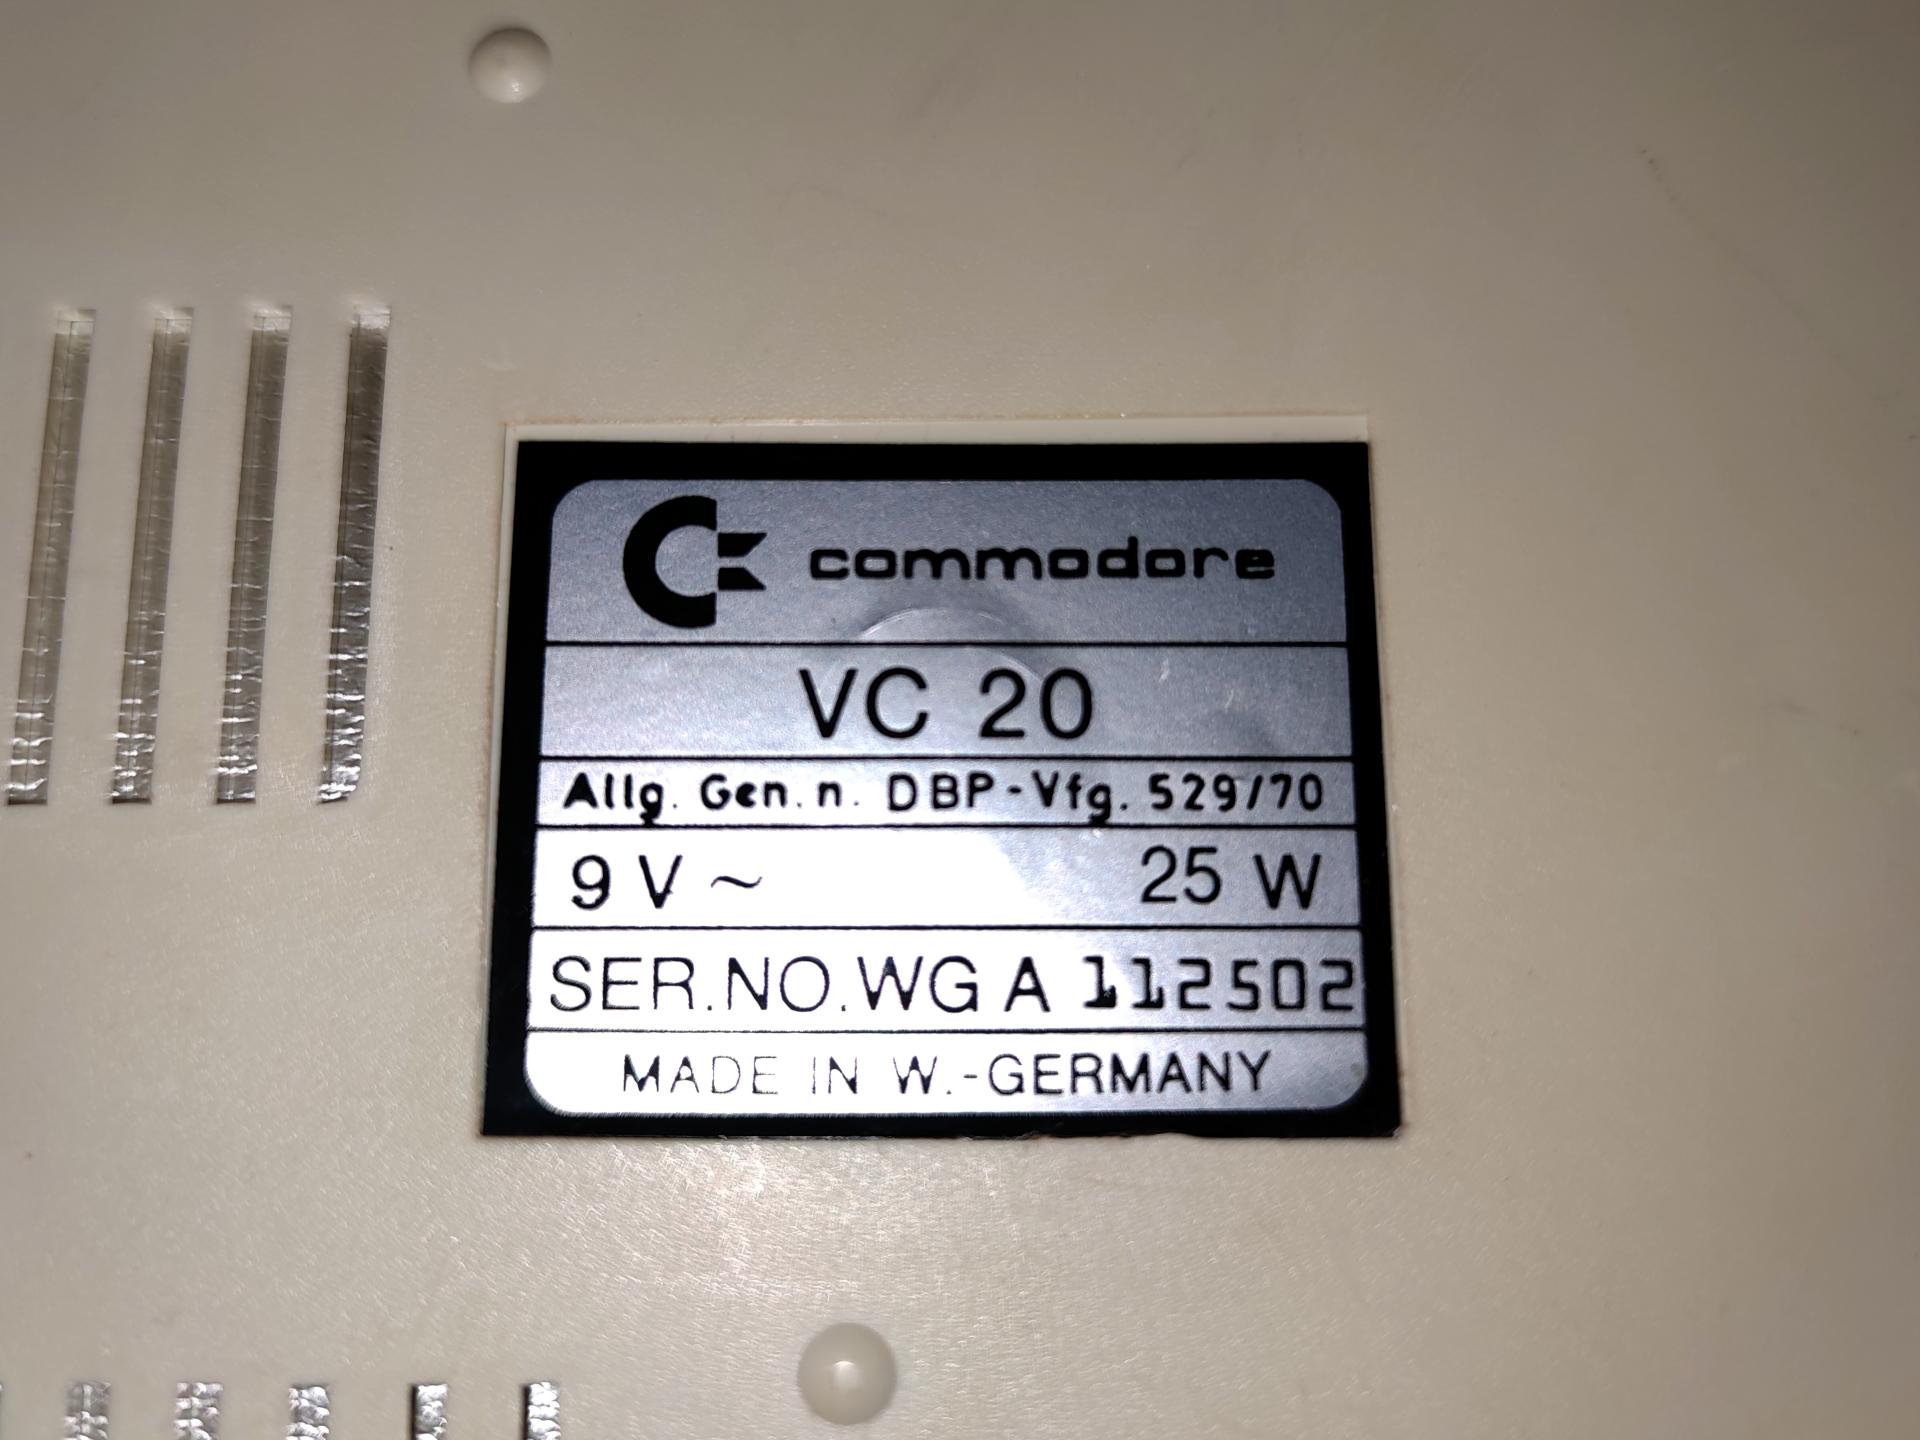 commodore
VC 20
Allg. Gen. n. DBP-Vfg. 529/70
9 V ~ 25 W
SER.NO.WG A 112502
MADE IN W.-GERMANY